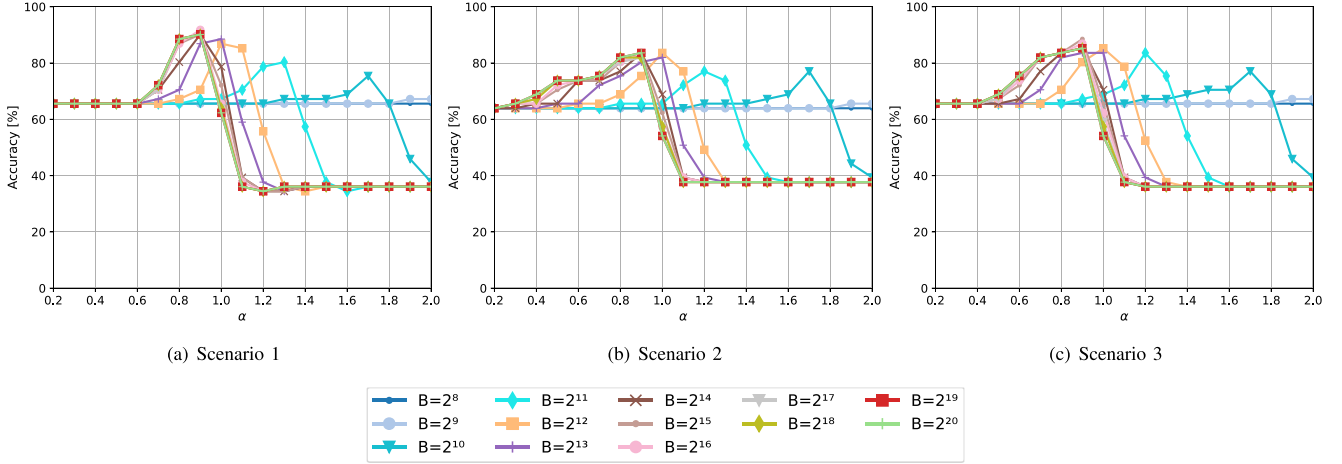 100
80
60
40
20
0
Accuracy [%]
0.2 0.4 0.6 0.8 1.0 1.2 1.4 1.6 1.8 2.0
α
(a) Scenario 1
100
80
60
40
20
0
Accuracy [%]
0.2 0.4 0.6 0.8 1.0 1.2 1.4 1.6 1.8 2.0
α
(b) Scenario 2
100
80
60
40
20
0
Accuracy [%]
0.2 0.4 0.6 0.8 1.0 1.2 1.4 1.6 1.8 2.0
α
(c) Scenario 3
B=2⁸ B=2¹¹ B=2¹⁴ B=2¹⁷ B=2¹⁹
B=2⁹ B=2¹² B=2¹⁵ B=2¹⁸ B=2²⁰
B=2¹⁰ B=2¹³ B=2¹⁶